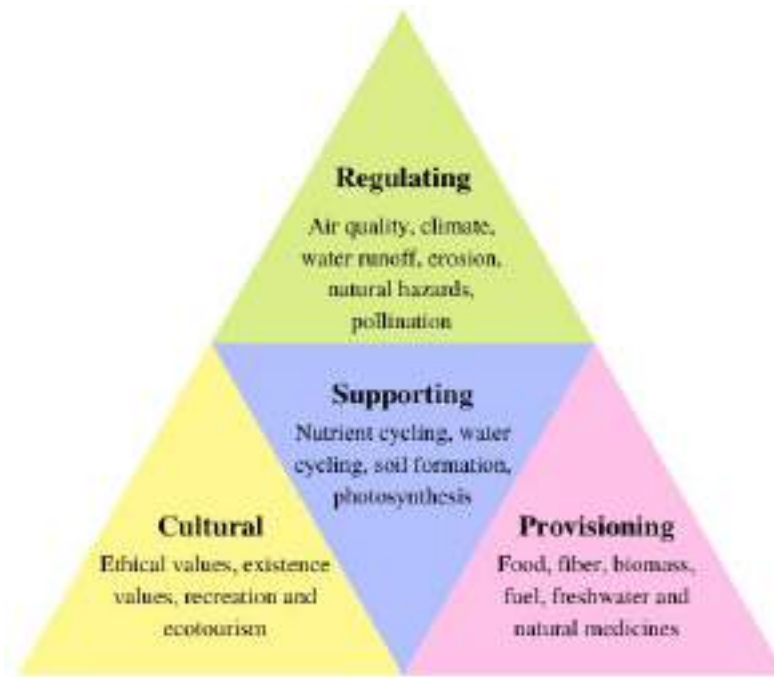 Regulating
Air quality, climate,
water runoff, erosion,
natural hazards,
pollination
Supporting
Nutrient cycling, water
cycling, soil formation,
photosynthesis
Cultural
Ethical values, existence
values, recreation and
ecotourism
Provisioning
Food, fiber, biomass,
fuel, freshwater and
natural medicines